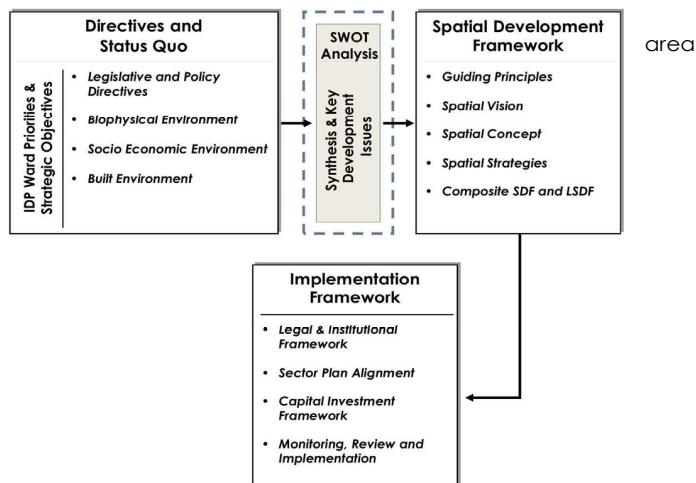 Directives and
Status Quo
IDP Ward Priorities &
Strategic Objectives
• Legislative and Policy
Directives
• Biophysical Environment
• Socio Economic Environment
• Built Environment
SWOT
Analysis
Synthesis & Key
Development
Issues
Spatial Development
Framework
• Guiding Principles
• Spatial Vision
• Spatial Concept
• Spatial Strategies
• Composite SDF and LSDF
area
Implementation
Framework
• Legal & Institutional
Framework
• Sector Plan Alignment
• Capital Investment
Framework
• Monitoring, Review and
Implementation